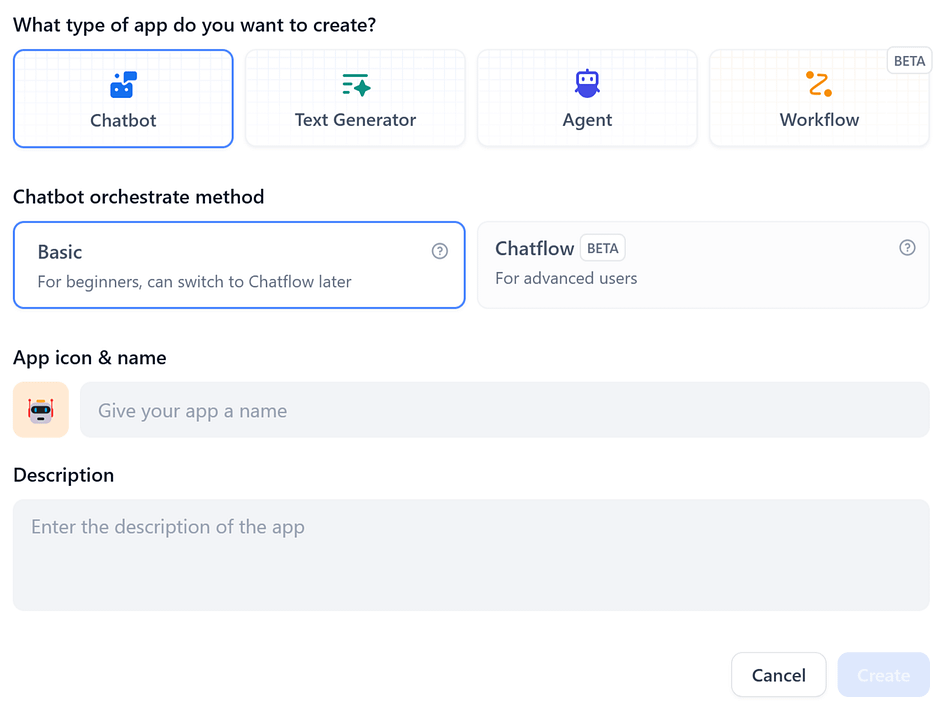 What type of app do you want to create?
BETA
Chatbot
Text Generator
Agent
Workflow
Chatbot orchestrate method
Basic
For beginners, can switch to Chatflow later
Chatflow BETA
For advanced users
App icon & name
Give your app a name
Description
Enter the description of the app
Cancel
Create